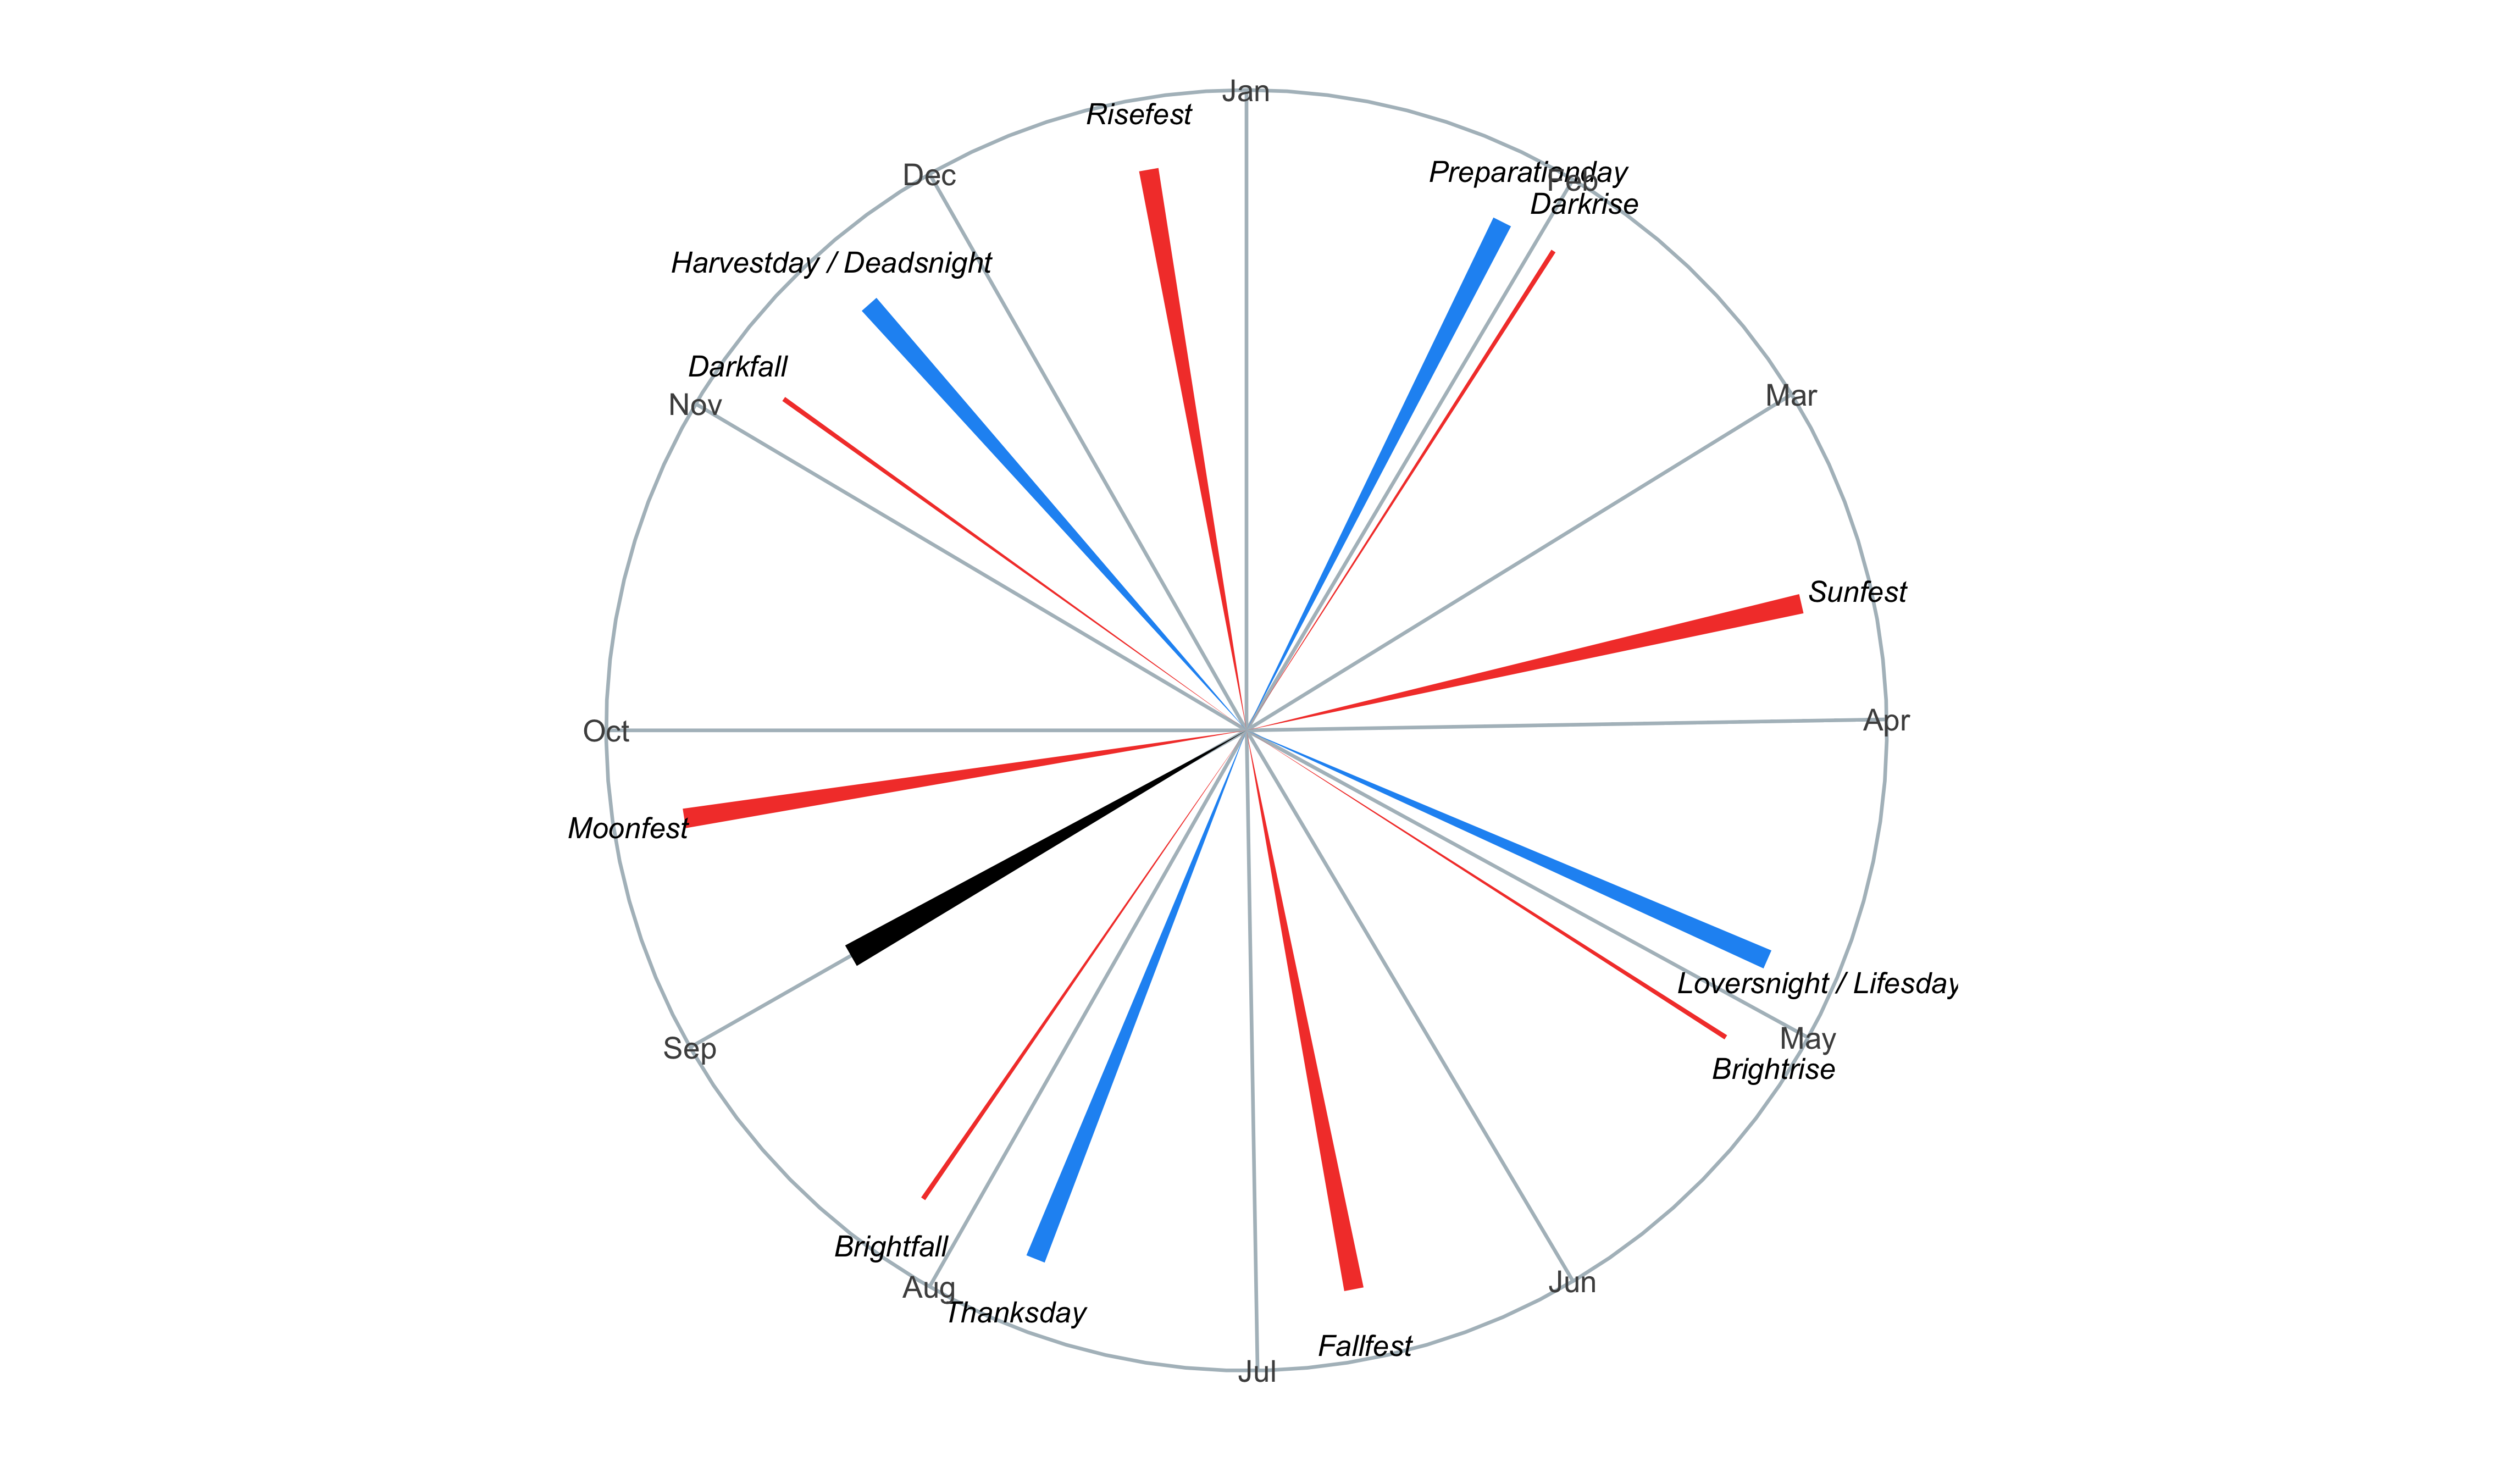 Jan
Risefest
Preparationday
Dec
Feb
Darkrise
Harvestday / Deadsnight
Darkfall
Nov
Mar
Sunfest
Oct
Apr
Moonfest
Loversnight / Lifesday
Sep
May
Brightrise
Brightfall
Aug
Jun
Thanksday
Fallfest
Jul